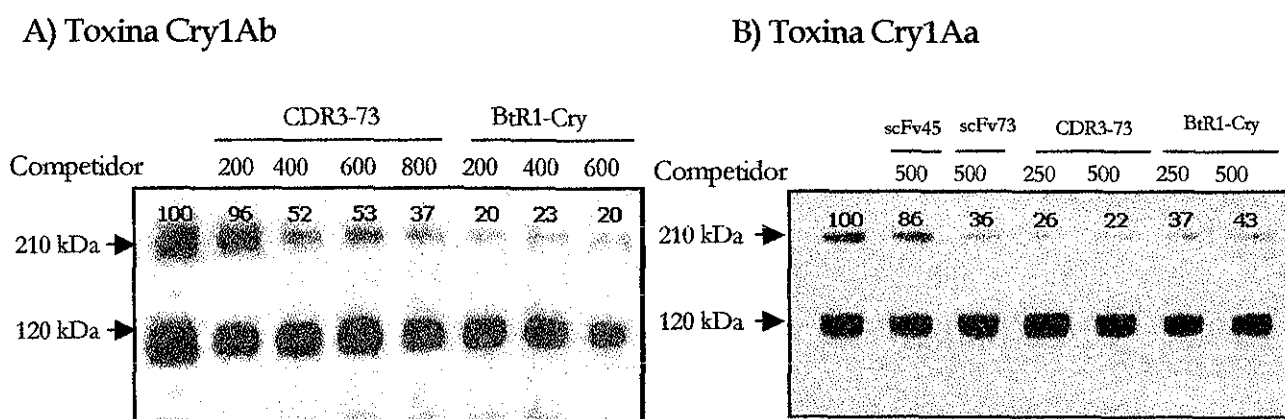 A) Toxina Cry1Ab
CDR3-73 BtR1-Cry
Competidor 200 400 600 800 200 400 600
100 96 52 53 37 20 23 20
210 kDa
120 kDa
B) Toxina Cry1Aa
scFv45 scFv73 CDR3-73 BtR1-Cry
Competidor 500 500 250 500 250 500
100 86 36 26 22 37 43
210 kDa
120 kDa